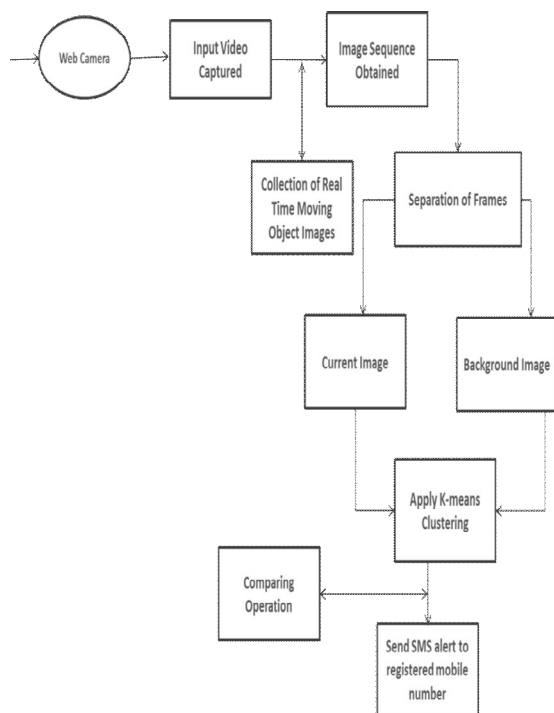 Web Camera
Input Video
Captured
Image Sequence
Obtained
Collection of Real
Time Moving
Object Images
Separation of Frames
Current Image
Background Image
Apply K-means
Clustering
Comparing
Operation
Send SMS alert to
registered mobile
number